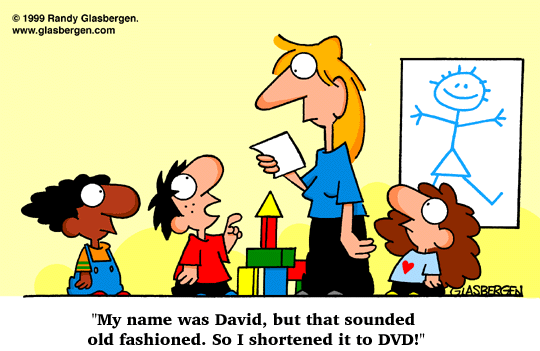 © 1999 Randy Glasbergen.
www.glasbergen.com
GLASBERGEN
"My name was David, but that sounded
old fashioned. So I shortened it to DVD!"